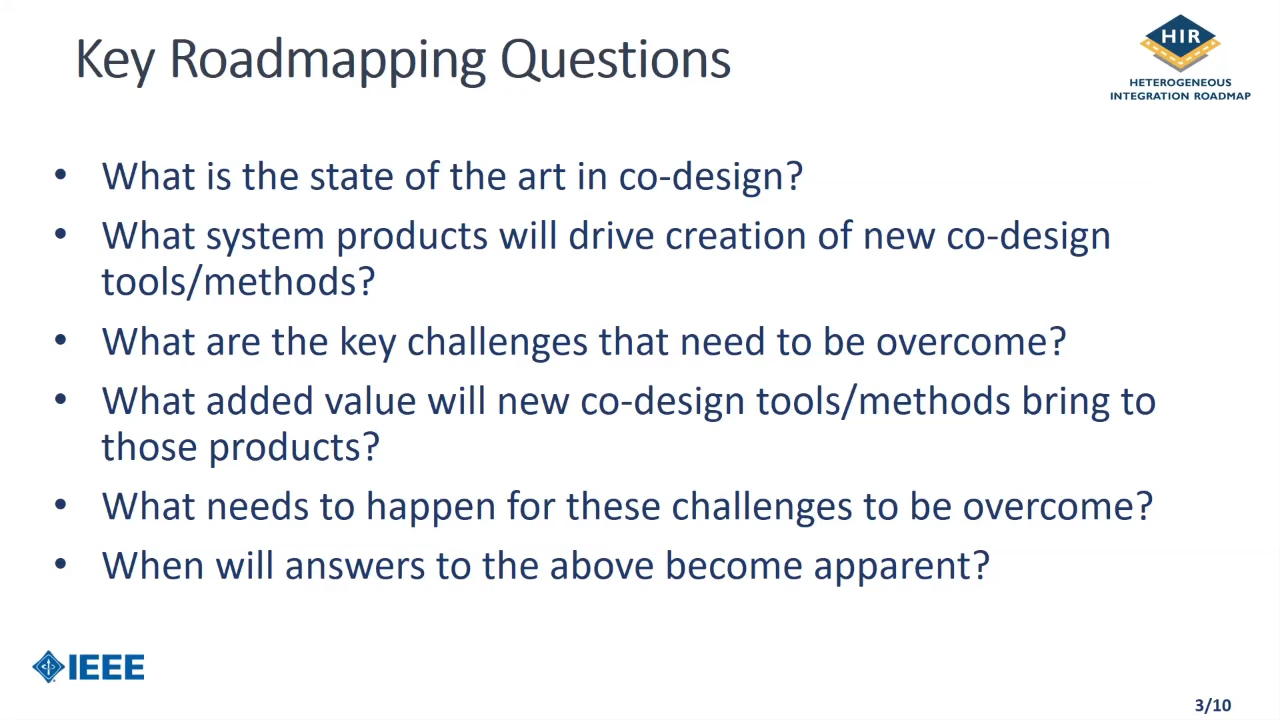 Key Roadmapping Questions
HIR
HETEROGENEOUS
INTEGRATION ROADMAP
• What is the state of the art in co-design?
• What system products will drive creation of new co-design
tools/methods?
• What are the key challenges that need to be overcome?
• What added value will new co-design tools/methods bring to
those products?
• What needs to happen for these challenges to be overcome?
• When will answers to the above become apparent?
IEEE
3/10